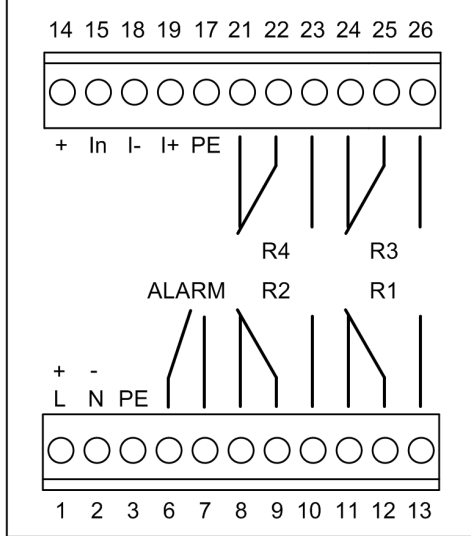 14 15 18 19 17 21 22 23 24 25 26
+ In I- I+ PE
R4 R3
ALARM R2 R1
+ -
L N PE
1 2 3 6 7 8 9 10 11 12 13